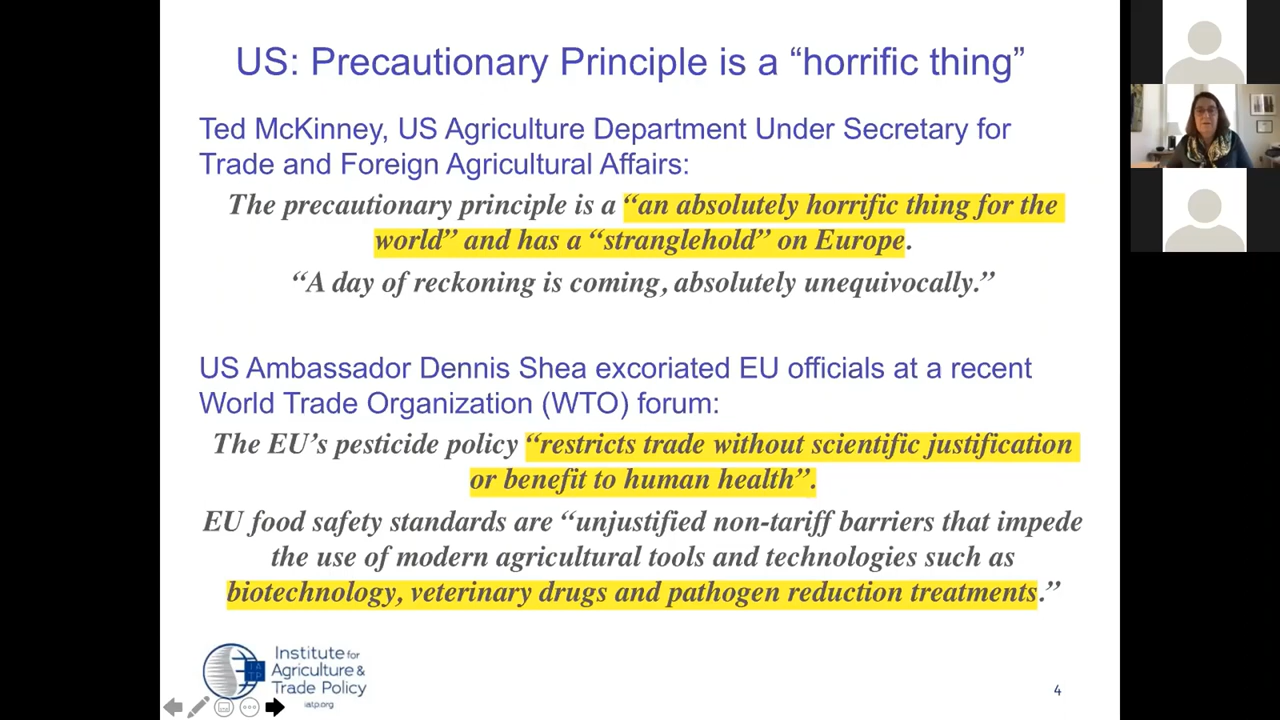 US: Precautionary Principle is a “horrific thing”
Ted McKinney, US Agriculture Department Under Secretary for
Trade and Foreign Agricultural Affairs:
The precautionary principle is a “an absolutely horrific thing for the
world” and has a “stranglehold” on Europe.
“A day of reckoning is coming, absolutely unequivocally.”
US Ambassador Dennis Shea excoriated EU officials at a recent
World Trade Organization (WTO) forum:
The EU’s pesticide policy “restricts trade without scientific justification
or benefit to human health”.
EU food safety standards are “unjustified non-tariff barriers that impede
the use of modern agricultural tools and technologies such as
biotechnology, veterinary drugs and pathogen reduction treatments.”
Institute for
Agriculture &
Trade Policy
iatp.org
IA
TP
4